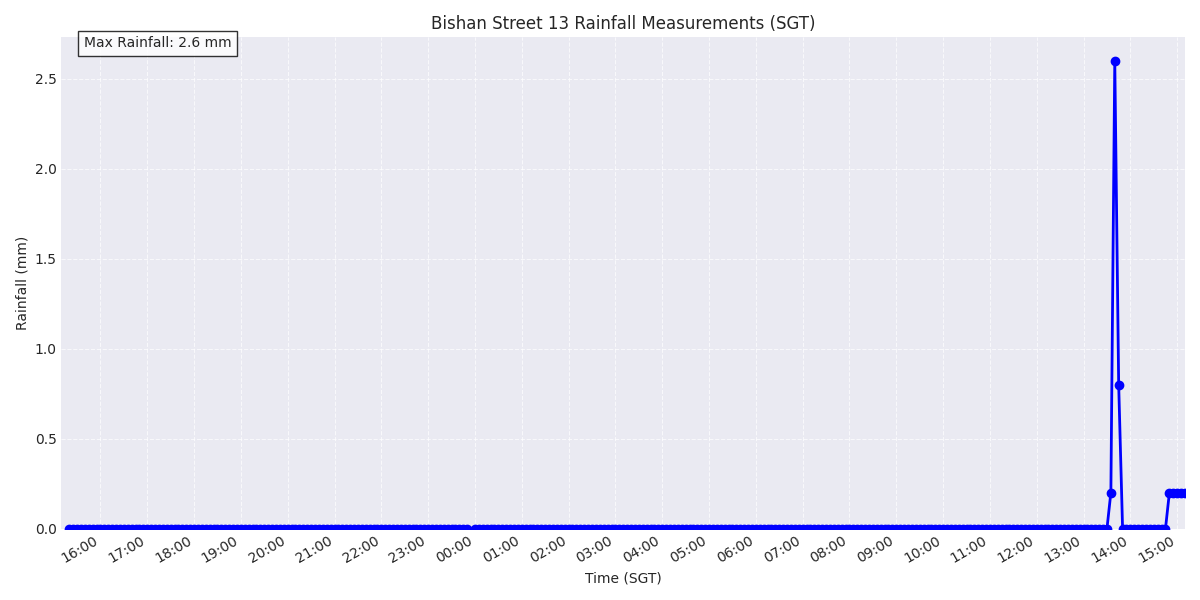 Bishan Street 13 Rainfall Measurements (SGT)
Max Rainfall: 2.6 mm
2.5
2.0
1.5
1.0
0.5
0.0
Rainfall (mm)
16:00 17:00 18:00 19:00 20:00 21:00 22:00 23:00 00:00 01:00 02:00 03:00 04:00 05:00 06:00 07:00 08:00 09:00 10:00 11:00 12:00 13:00 14:00 15:00
Time (SGT)